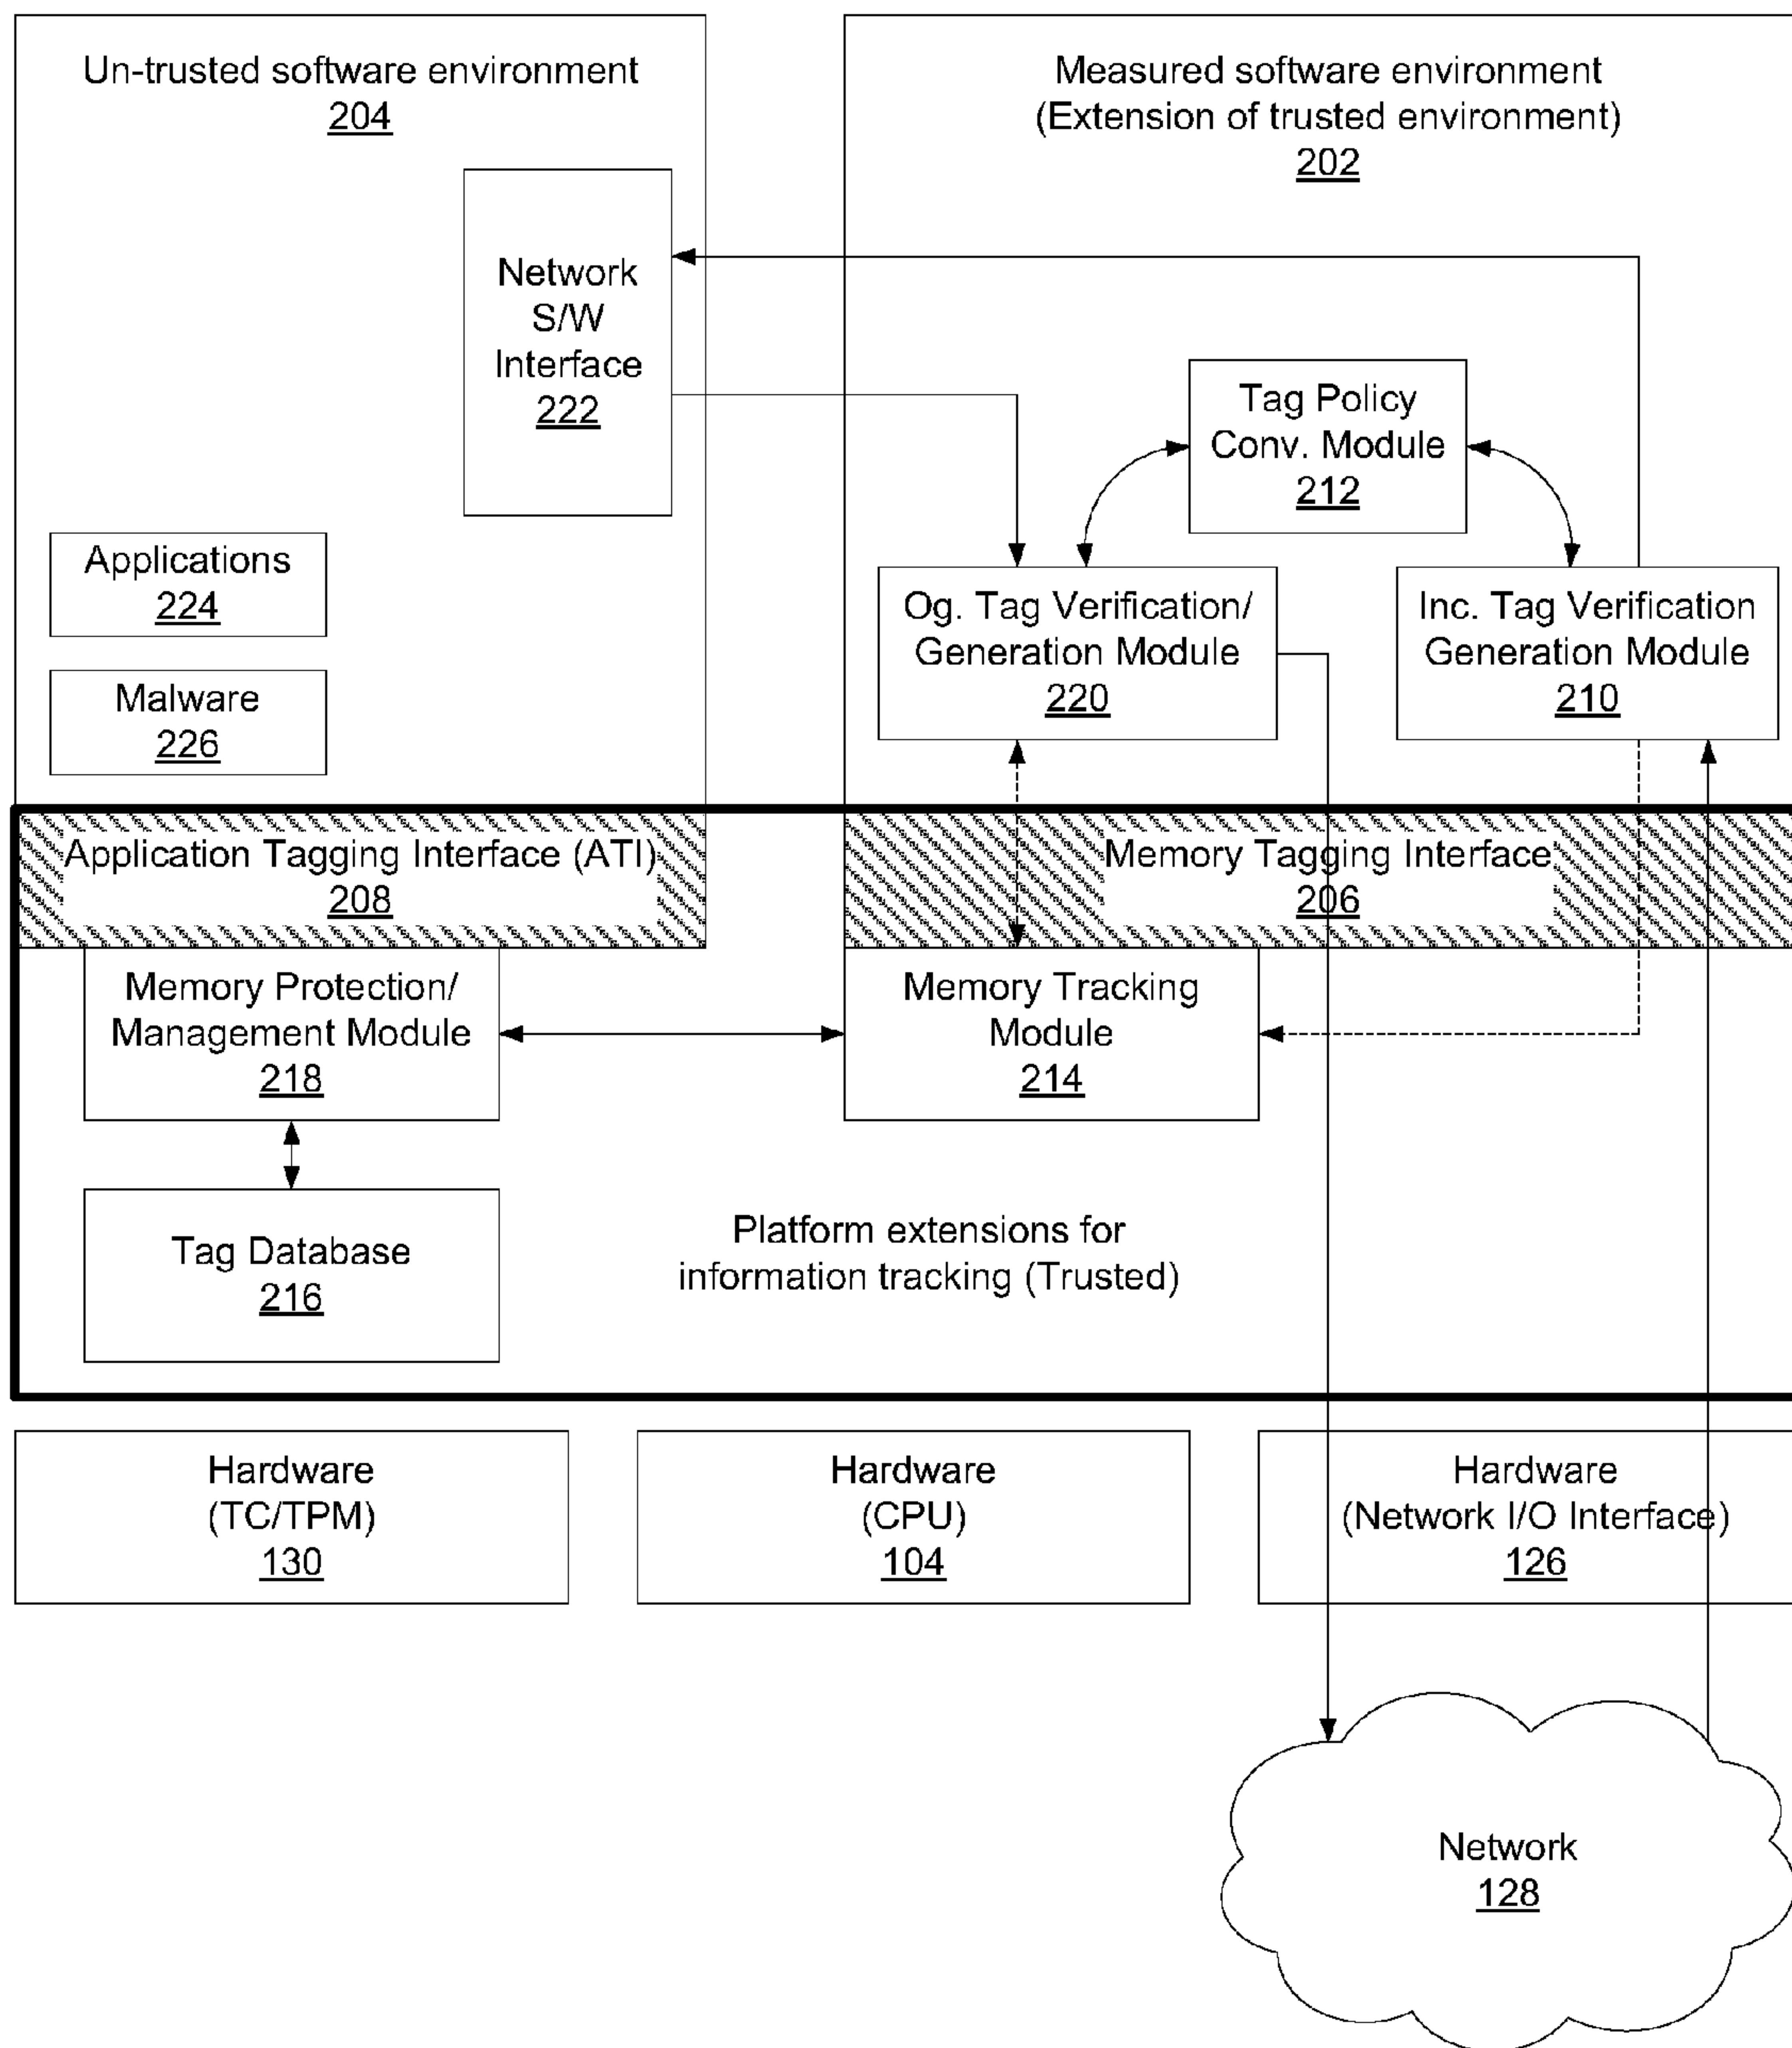 Un-trusted software environment
204
Measured software environment
(Extension of trusted environment)
202
Network
S/W
Interface
222
Tag Policy
Conv. Module
212
Applications
224
Og. Tag Verification/
Generation Module
220
Inc. Tag Verification
Generation Module
210
Malware
226
Application Tagging Interface (ATI)
208
Memory Tagging Interface
206
Memory Protection/
Management Module
218
Memory Tracking
Module
214
Tag Database
216
Platform extensions for
information tracking (Trusted)
Hardware
(TC/TPM)
130
Hardware
(CPU)
104
Hardware
(Network I/O Interface)
126
Network
128